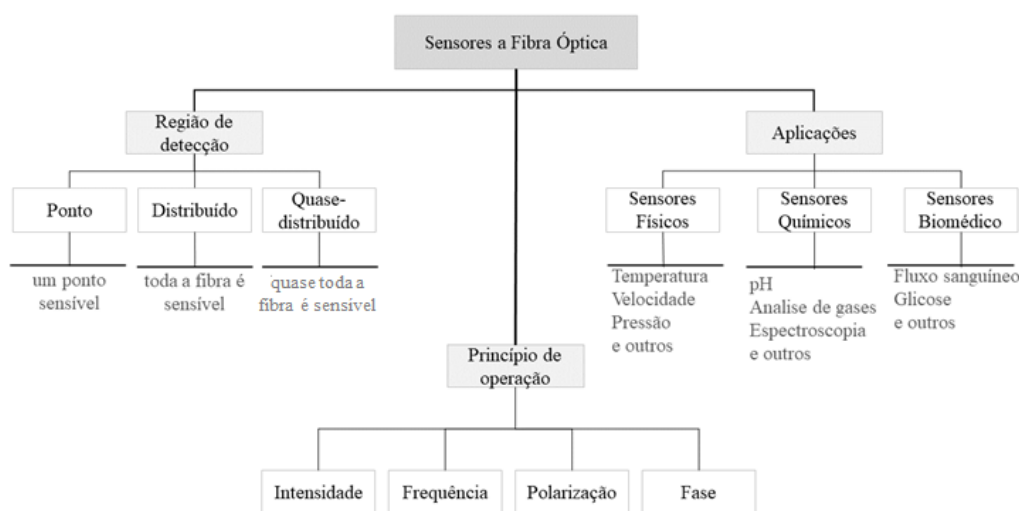 Sensores a Fibra Óptica
Região de
detecção
Aplicações
Ponto
Distribuído
Quase-
distribuído
Sensores
Físicos
Sensores
Químicos
Sensores
Biomédico
um ponto
sensível
toda a fibra é
sensível
quase toda a
fibra é sensível
Temperatura
Velocidade
Pressão
e outros
pH
Analise de gases
Espectroscopia
e outros
Fluxo sanguíneo
Glicose
e outros
Princípio de
operação
Intensidade
Frequência
Polarização
Fase